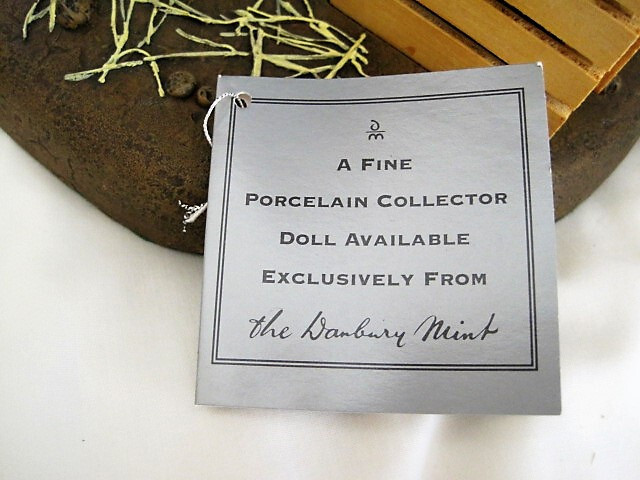 A FINE
PORCELAIN COLLECTOR
DOLL AVAILABLE
EXCLUSIVELY FROM
the Danbury Mint